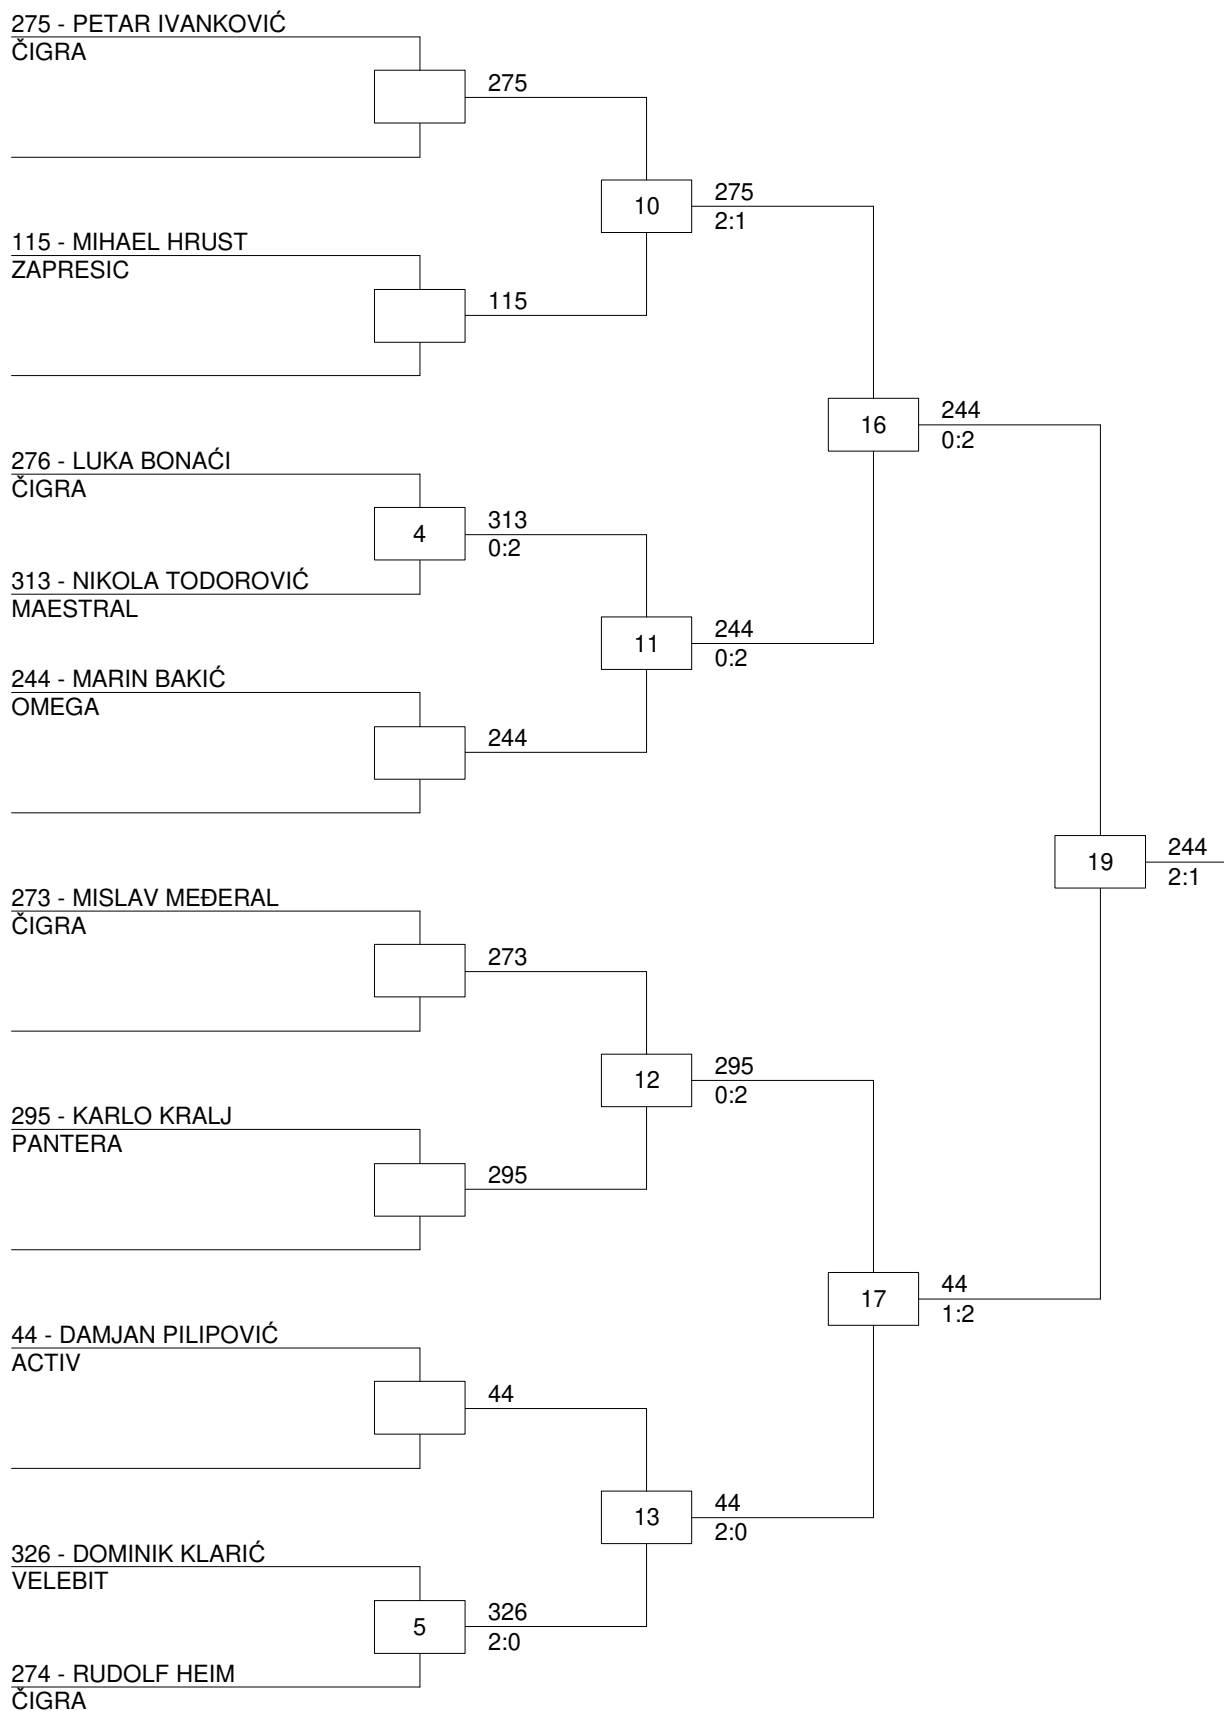 275 - PETAR IVANKOVIĆ
ČIGRA
275
10
275
2:1
115 - MIHAEL HRUST
ZAPRESIC
115
16
244
0:2
276 - LUKA BONAĆI
ČIGRA
4
313
0:2
313 - NIKOLA TODOROVIĆ
MAESTRAL
11
244
0:2
244 - MARIN BAKIĆ
OMEGA
244
19
244
2:1
273 - MISLAV MEĐERAL
ČIGRA
273
12
295
0:2
295 - KARLO KRALJ
PANTERA
295
17
44
1:2
44 - DAMJAN PILIPOVIĆ
ACTIV
44
13
44
2:0
326 - DOMINIK KLARIĆ
VELEBIT
5
326
2:0
274 - RUDOLF HEIM
ČIGRA